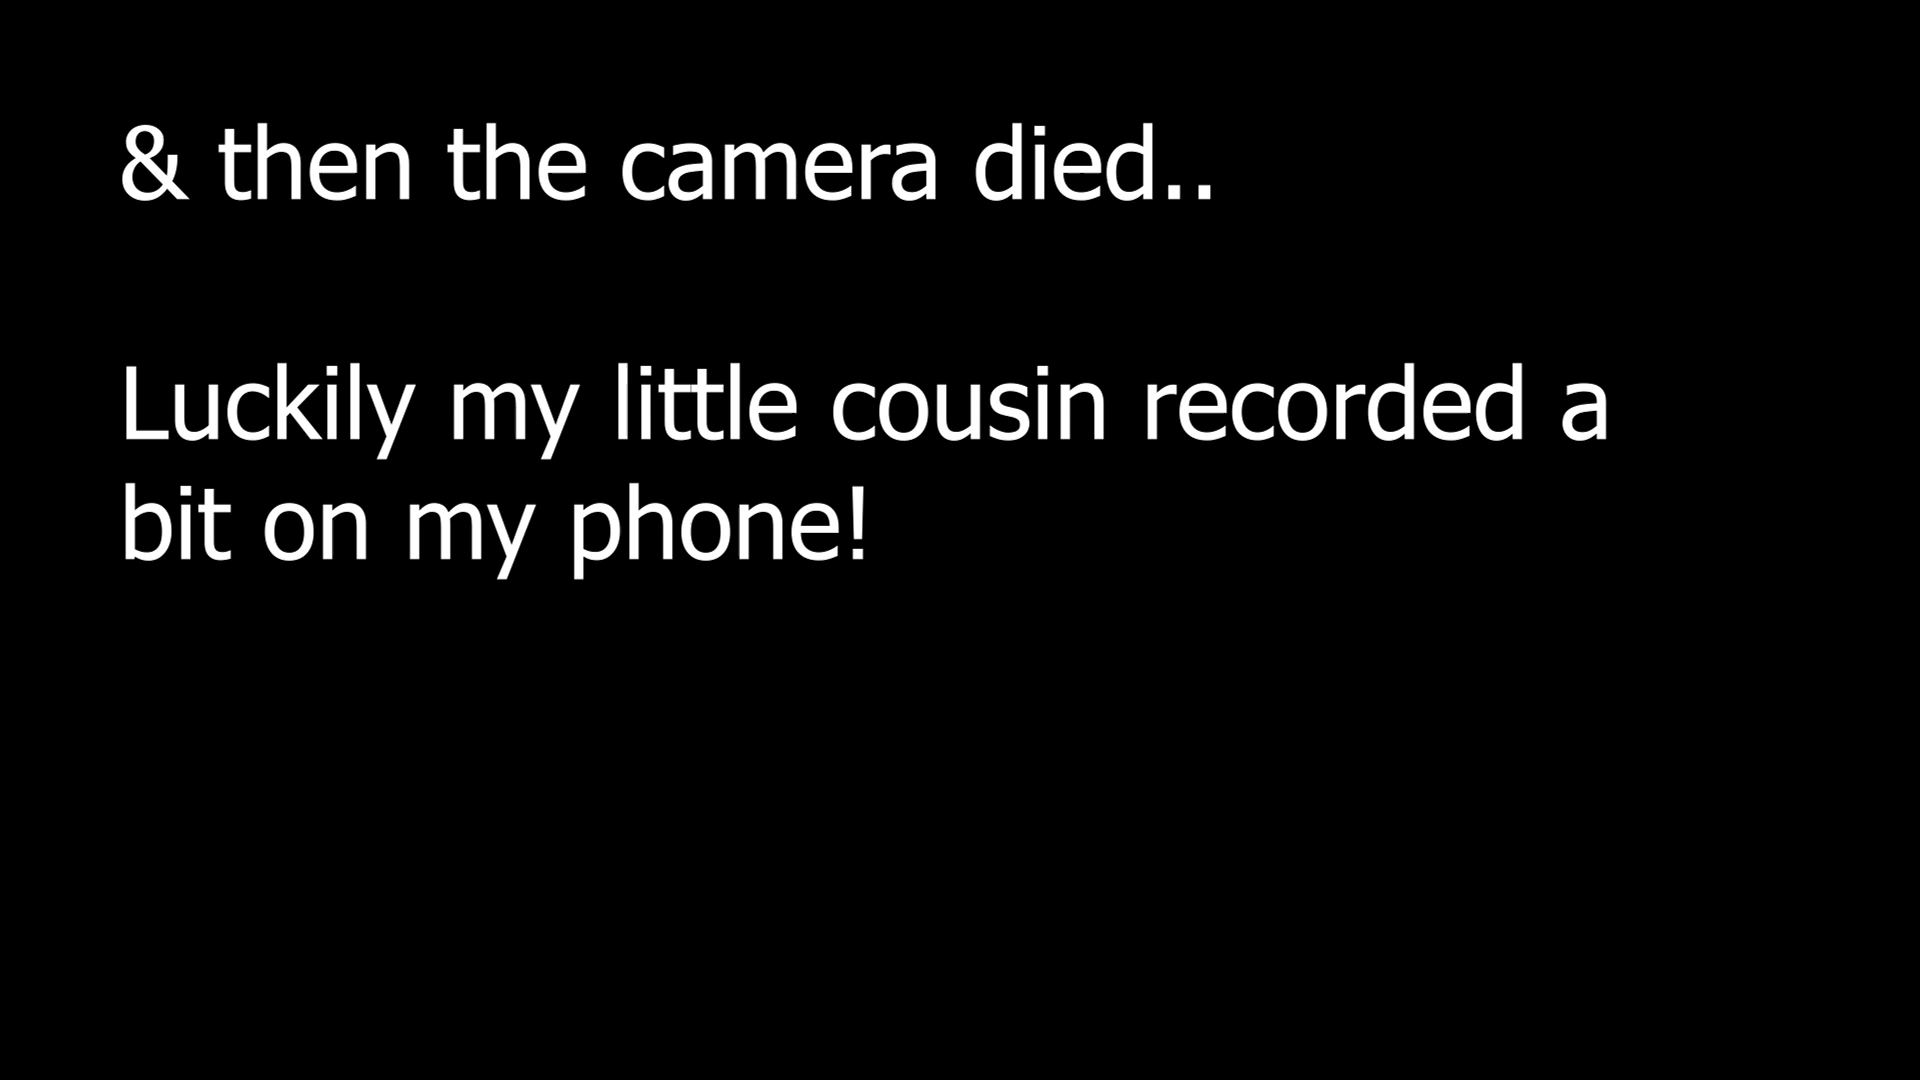 & then the camera died..
Luckily my little cousin recorded a
bit on my phone!